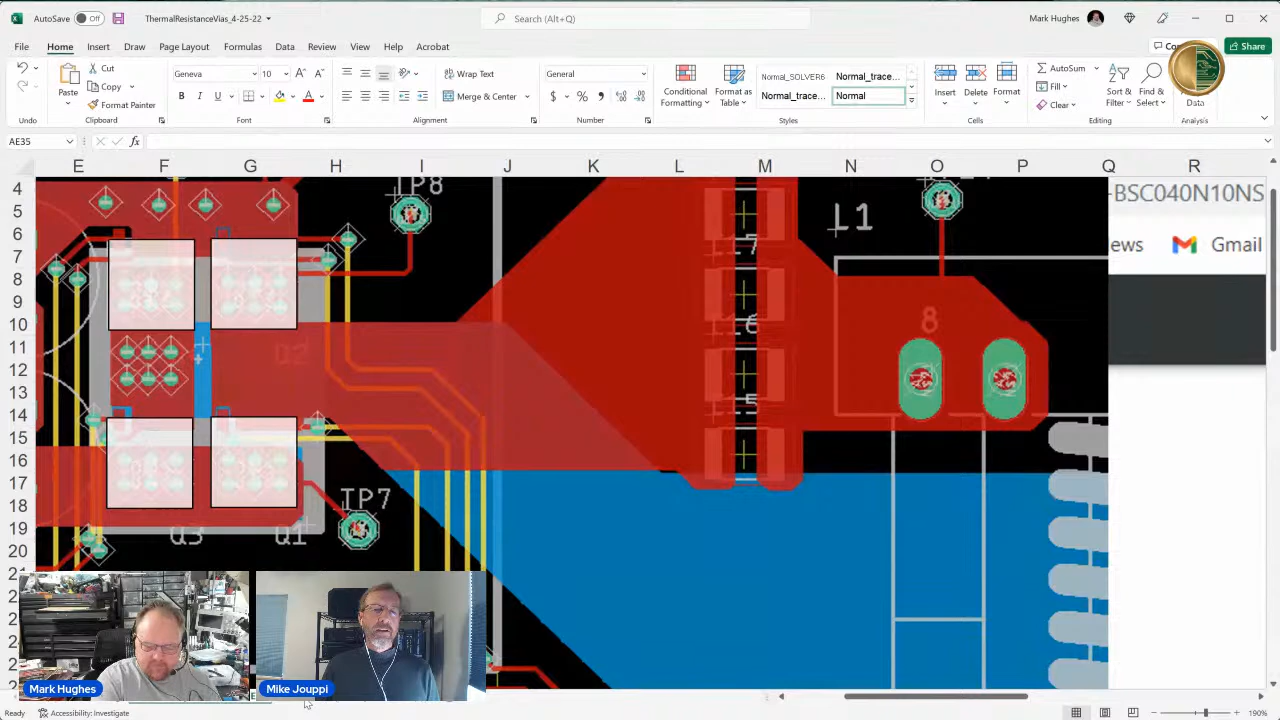 AutoSave Off ThermalResistanceVias_4-25-22 Search (Alt+Q) Mark Hughes
File Home Insert Draw Page Layout Formulas Data Review View Help Acrobat Share
Paste Cut Copy Format Painter
Geneva
Wrap Text
Merge & Center
General
$ % ,
Conditional Formatting
Format as Table
Normal_SOLVER6 Normal_trace...
Normal_trace... Normal
Insert Delete Format
AutoSum
Fill
Clear
Sort & Filter
Find & Select
Data
Undo Clipboard Font Alignment Number Styles Cells Editing Analysis
AE35 fx
E F G H I J K L M N O P Q R
4
5
6
7
8
9
10
11
12
13
14
15
16
17
18
19
20
TP8
L1
8
TP7
Q3 Q1
-BSC040N10NS
ews Gmail
Mark Hughes Mike Jouppi
Ready Accessibility: Investigate 190%